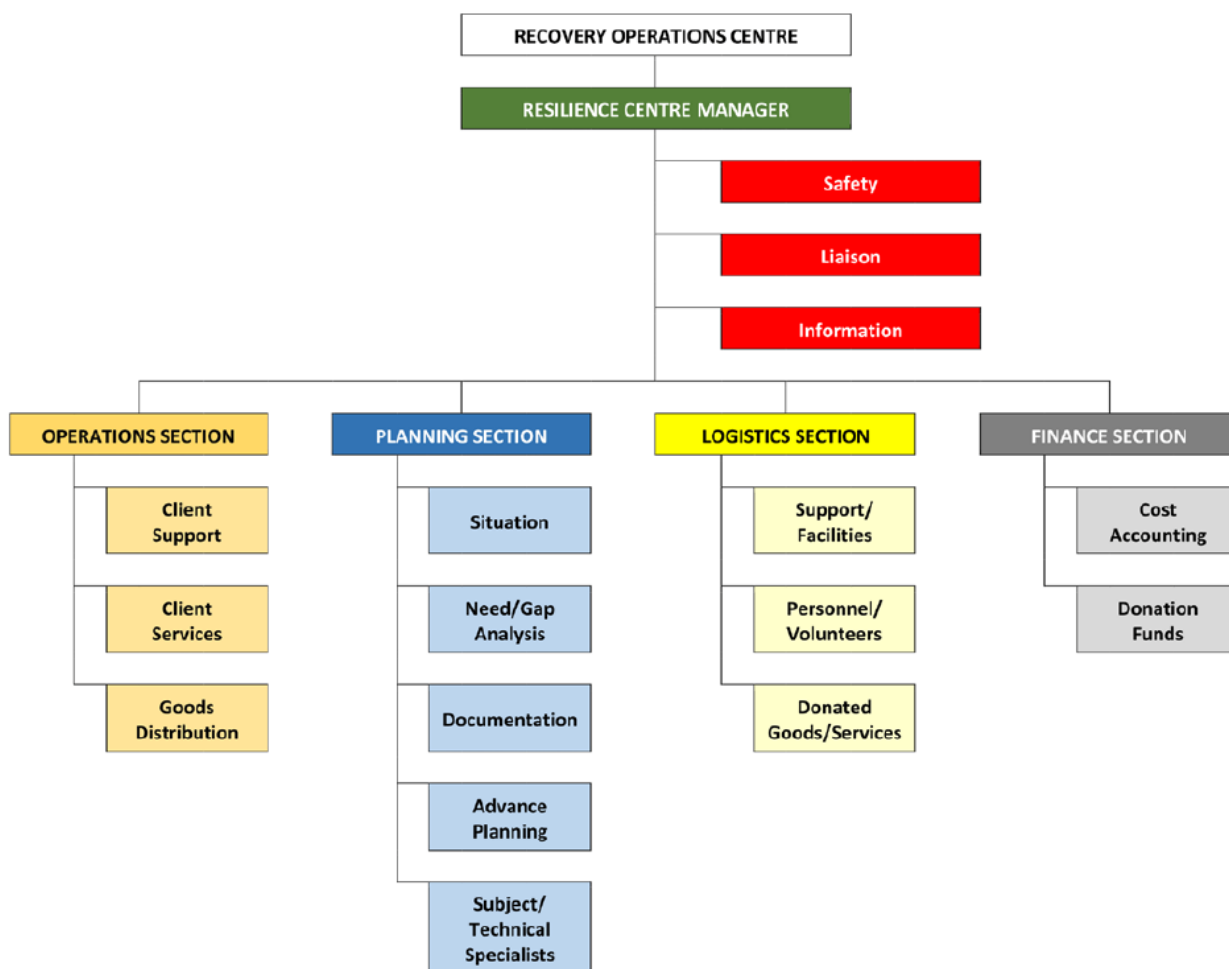 RECOVERY OPERATIONS CENTRE
RESILIENCE CENTRE MANAGER
Safety
Liaison
Information
OPERATIONS SECTION
Client
Support
Client
Services
Goods
Distribution
PLANNING SECTION
Situation
Need/Gap
Analysis
Documentation
Advance
Planning
Subject/
Technical
Specialists
LOGISTICS SECTION
Support/
Facilities
Personnel/
Volunteers
Donated
Goods/Services
FINANCE SECTION
Cost
Accounting
Donation
Funds